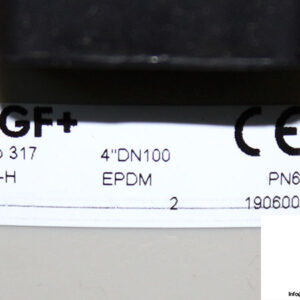 GF+ CE
317 4"DN100
-H EPDM PN6
2 190600